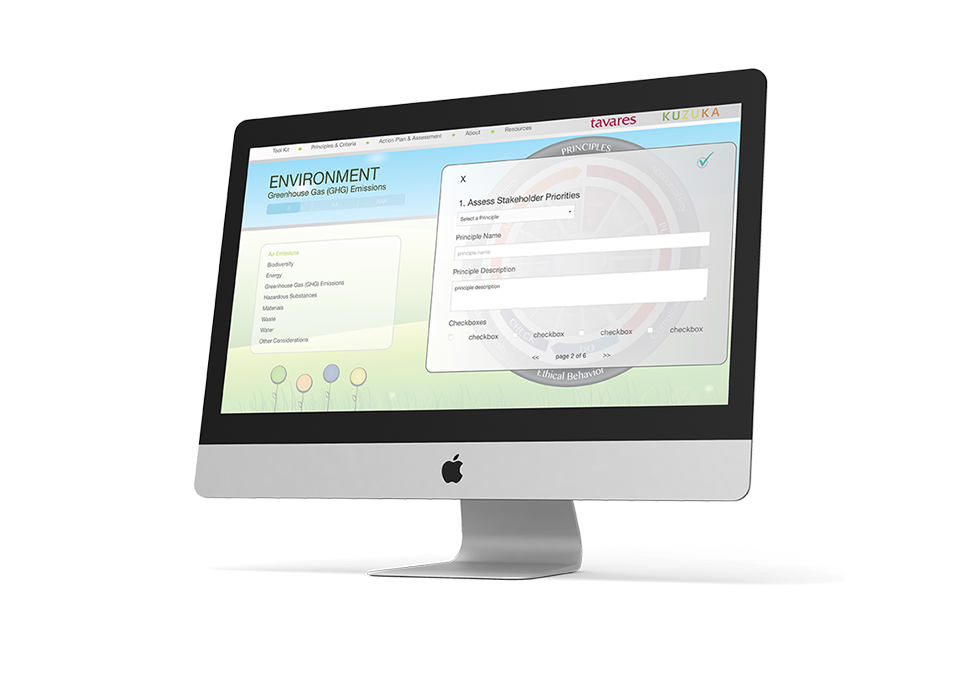 Tool Kit Principles & Criteria Action Plan & Assessment About Resources
tavares
KUZUKA
ENVIRONMENT
Greenhouse Gas (GHG) Emissions
Air Emissions
Biodiversity
Energy
Greenhouse Gas (GHG) Emissions
Hazardous Substances
Materials
Waste
Water
Other Considerations
PRINCIPLES
X
1. Assess Stakeholder Priorities
Select a Principle
Principle Name
principle name
Principle Description
principle description
Checkboxes
checkbox checkbox checkbox checkbox
<< page 2 of 6 >>
CHECK
DO
Ethical Behavior